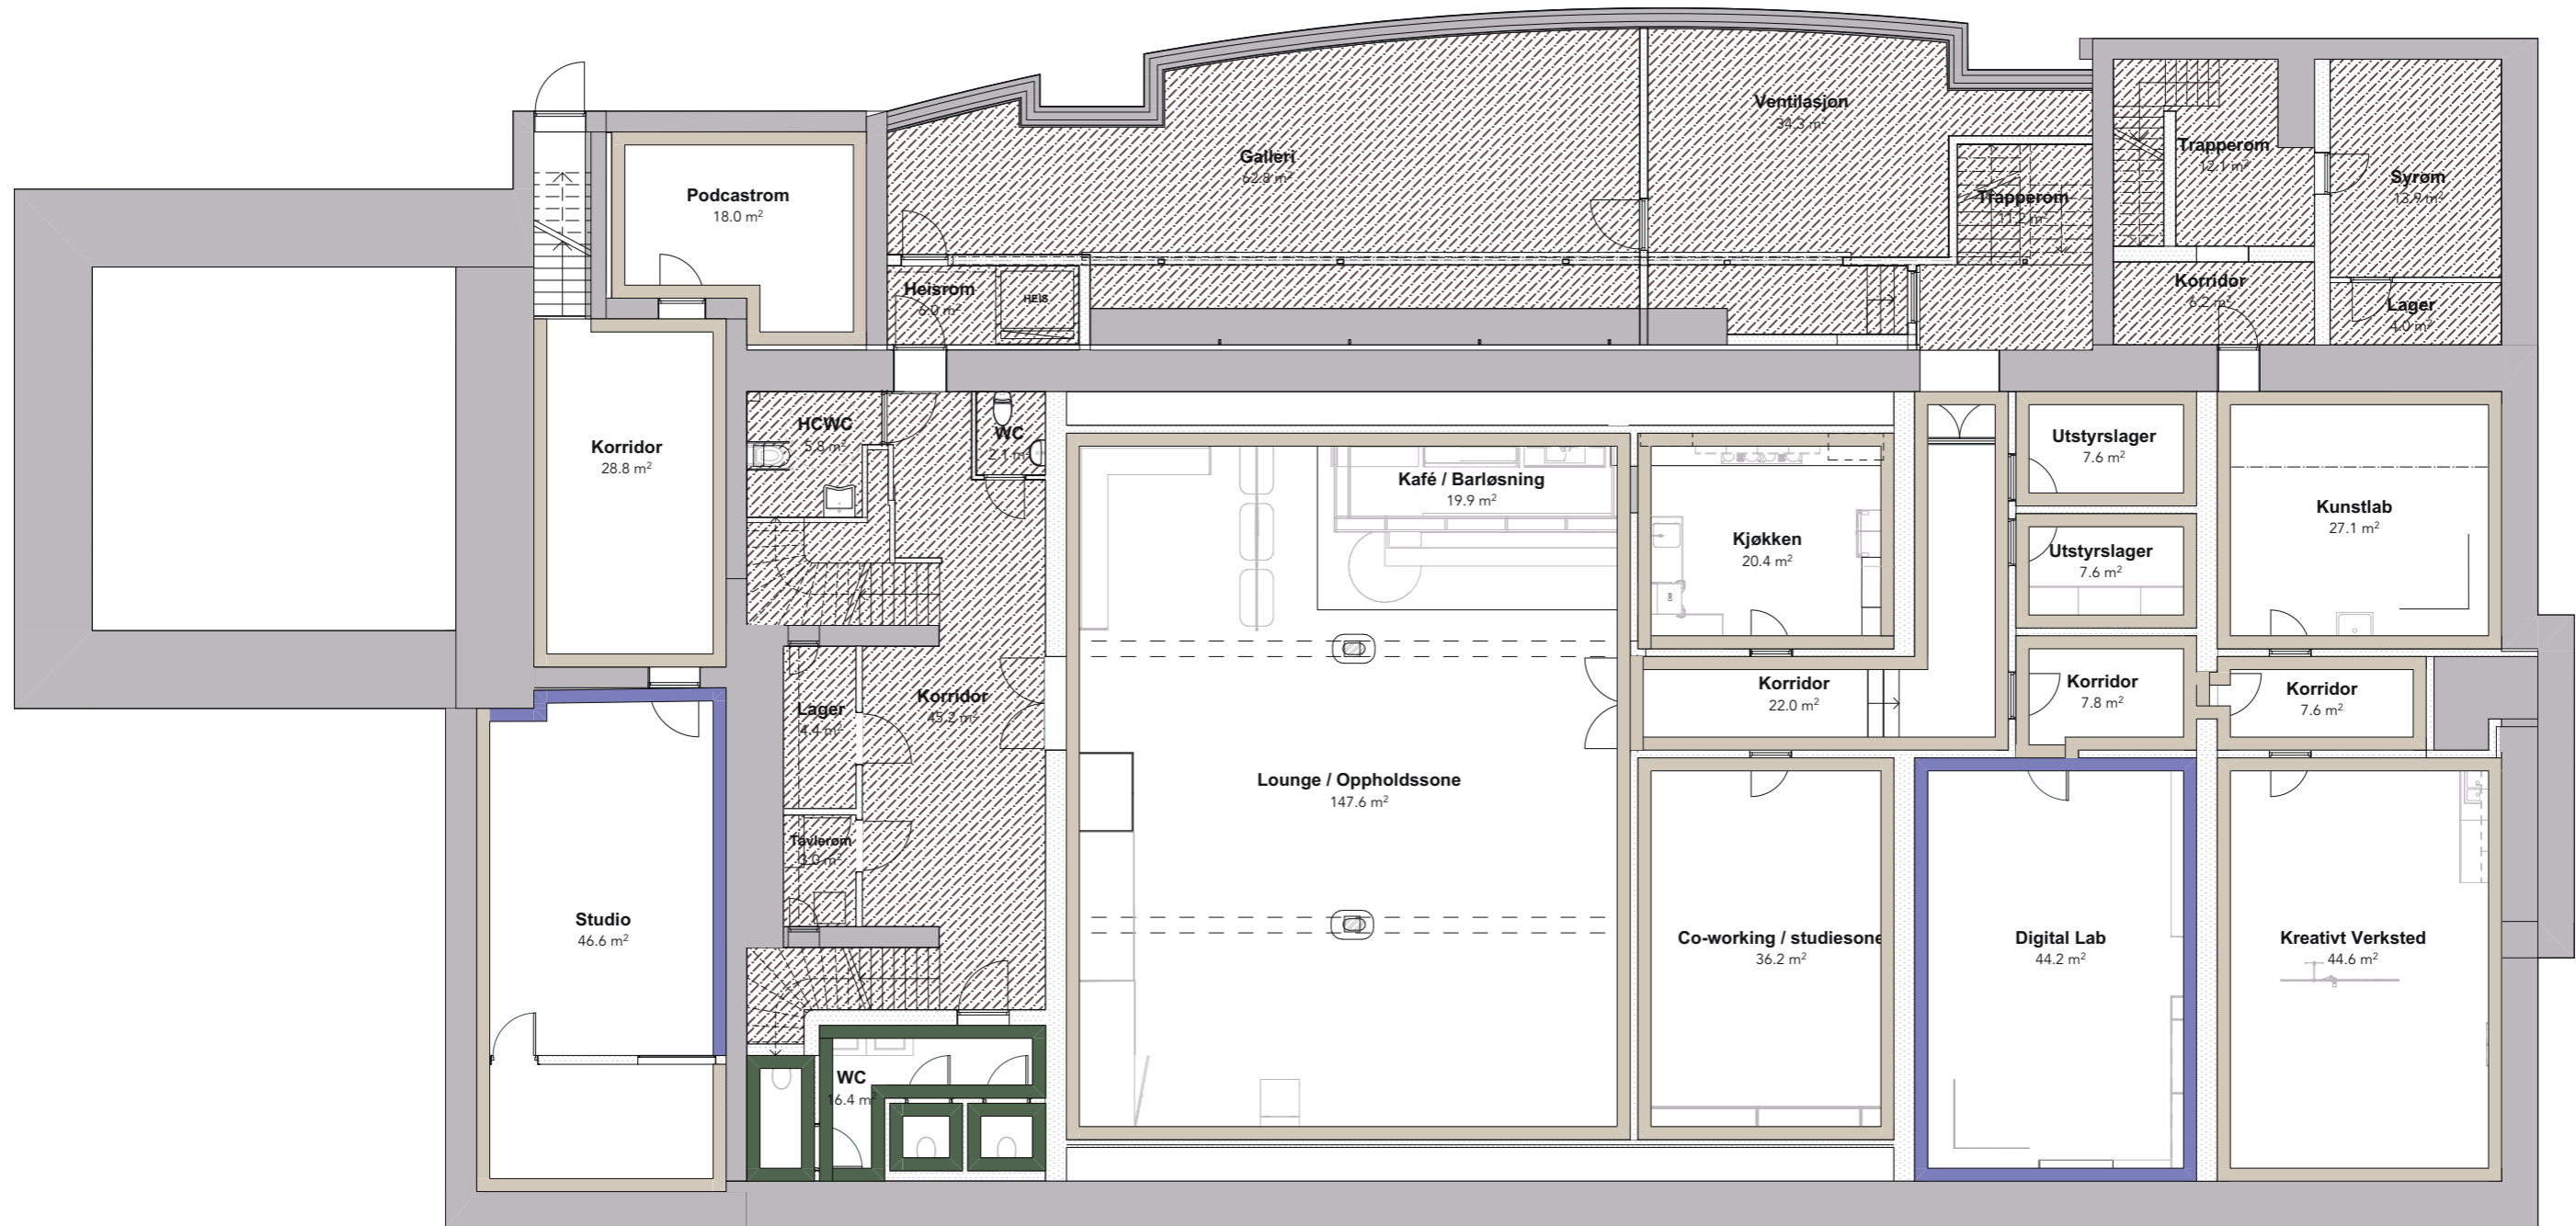 Podcastrom
18.0 m²
Galleri
62.8 m²
Ventilasjon
34.3 m²
Trapperom
12.1 m²
Syrom
13.9 m²
Trapperom
11.2 m²
Heisrom
6.0 m²
HEIS
Korridor
6.2 m²
Lager
4.0 m²
Korridor
28.8 m²
HCWC
5.8 m²
WC
2.1 m²
Kafé / Barløsning
19.9 m²
Kjøkken
20.4 m²
Utstyrslager
7.6 m²
Utstyrslager
7.6 m²
Kunstlab
27.1 m²
Lager
4.4 m²
Korridor
45.2 m²
Korridor
22.0 m²
Korridor
7.8 m²
Korridor
7.6 m²
Lounge / Oppholdssone
147.6 m²
Tavlerom
3.0 m²
Studio
46.6 m²
Co-working / studiesone
36.2 m²
Digital Lab
44.2 m²
Kreativt Verksted
44.6 m²
WC
16.4 m²